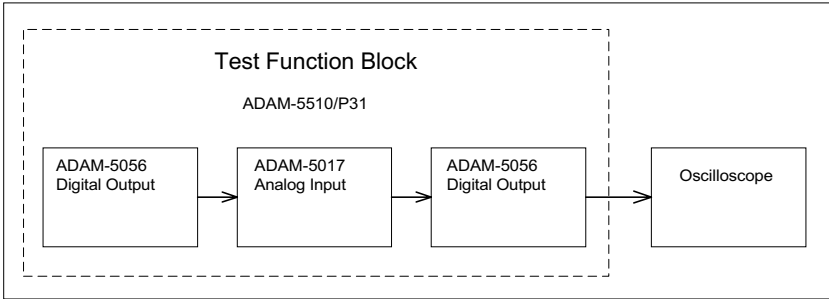 Test Function Block
ADAM-5510/P31
ADAM-5056
Digital Output
ADAM-5017
Analog Input
ADAM-5056
Digital Output
Oscilloscope